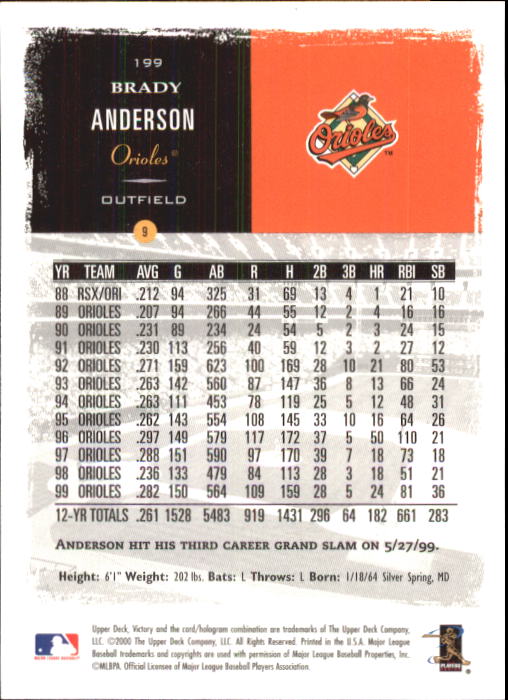 199
BRADY
ANDERSON
Orioles®
OUTFIELD
Orioles
TM
9
YR TEAM AVG G AB R H 2B 3B HR RBI SB
88 RSX/ORI .212 94 325 31 69 13 4 1 21 10
89 ORIOLES .207 94 266 44 55 12 2 4 16 16
90 ORIOLES .231 89 234 24 54 5 2 3 24 15
91 ORIOLES .230 113 256 40 59 12 3 2 27 12
92 ORIOLES .271 159 623 100 169 28 10 21 80 53
93 ORIOLES .263 142 560 87 147 36 8 13 66 24
94 ORIOLES .263 111 453 78 119 25 5 12 48 31
95 ORIOLES .262 143 554 108 145 33 10 16 64 26
96 ORIOLES .297 149 579 117 172 37 5 50 110 21
97 ORIOLES .288 151 590 97 170 39 7 18 73 18
98 ORIOLES .236 133 479 84 113 28 3 18 51 21
99 ORIOLES .282 150 564 109 159 28 5 24 81 36
12-YR TOTALS .261 1528 5483 919 1431 296 64 182 661 283
ANDERSON HIT HIS THIRD CAREER GRAND SLAM ON 5/27/99.
Height: 6'1" Weight: 202 lbs. Bats: L Throws: L Born: 1/18/64 Silver Spring, MD
Upper Deck, Victory and the card/hologram combination are trademarks of The Upper Deck Company,
LLC. ©2000 The Upper Deck Company, LLC. All Rights Reserved. Printed in the U.S.A. Major League
Baseball trademarks and copyrights are used with permission of Major League Baseball Properties, Inc.
©MLBPA. Official Licensee of Major League Baseball Players Association.
MAJOR LEAGUE BASEBALL
PLAYERS